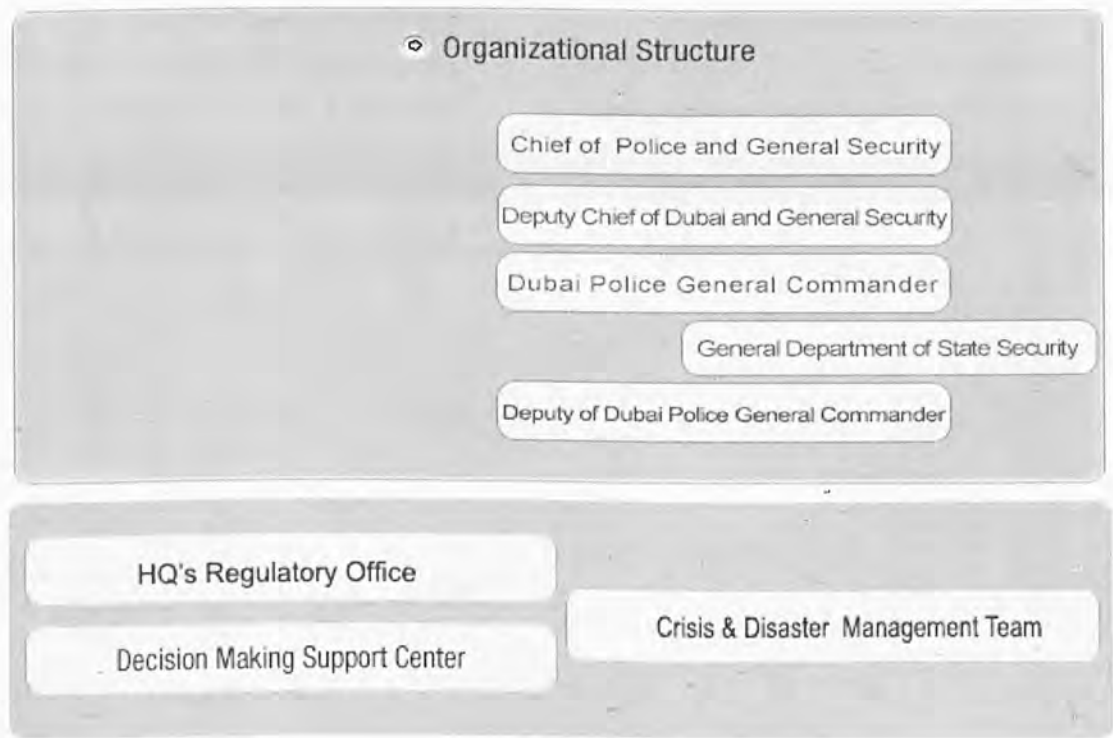 Organizational Structure
Chief of Police and General Security
Deputy Chief of Dubai and General Security
Dubai Police General Commander
General Department of State Security
Deputy of Dubai Police General Commander
HQ's Regulatory Office
Decision Making Support Center
Crisis & Disaster Management Team